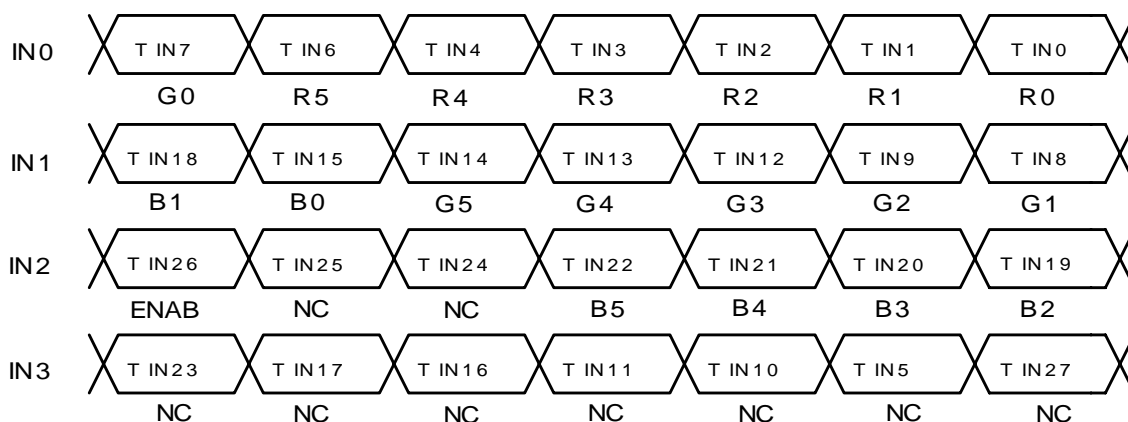 IN0 T IN7 T IN6 T IN4 T IN3 T IN2 T IN1 T IN0
G0 R5 R4 R3 R2 R1 R0
IN1 T IN18 T IN15 T IN14 T IN13 T IN12 T IN9 T IN8
B1 B0 G5 G4 G3 G2 G1
IN2 T IN26 T IN25 T IN24 T IN22 T IN21 T IN20 T IN19
ENAB NC NC B5 B4 B3 B2
IN3 T IN23 T IN17 T IN16 T IN11 T IN10 T IN5 T IN27
NC NC NC NC NC NC NC